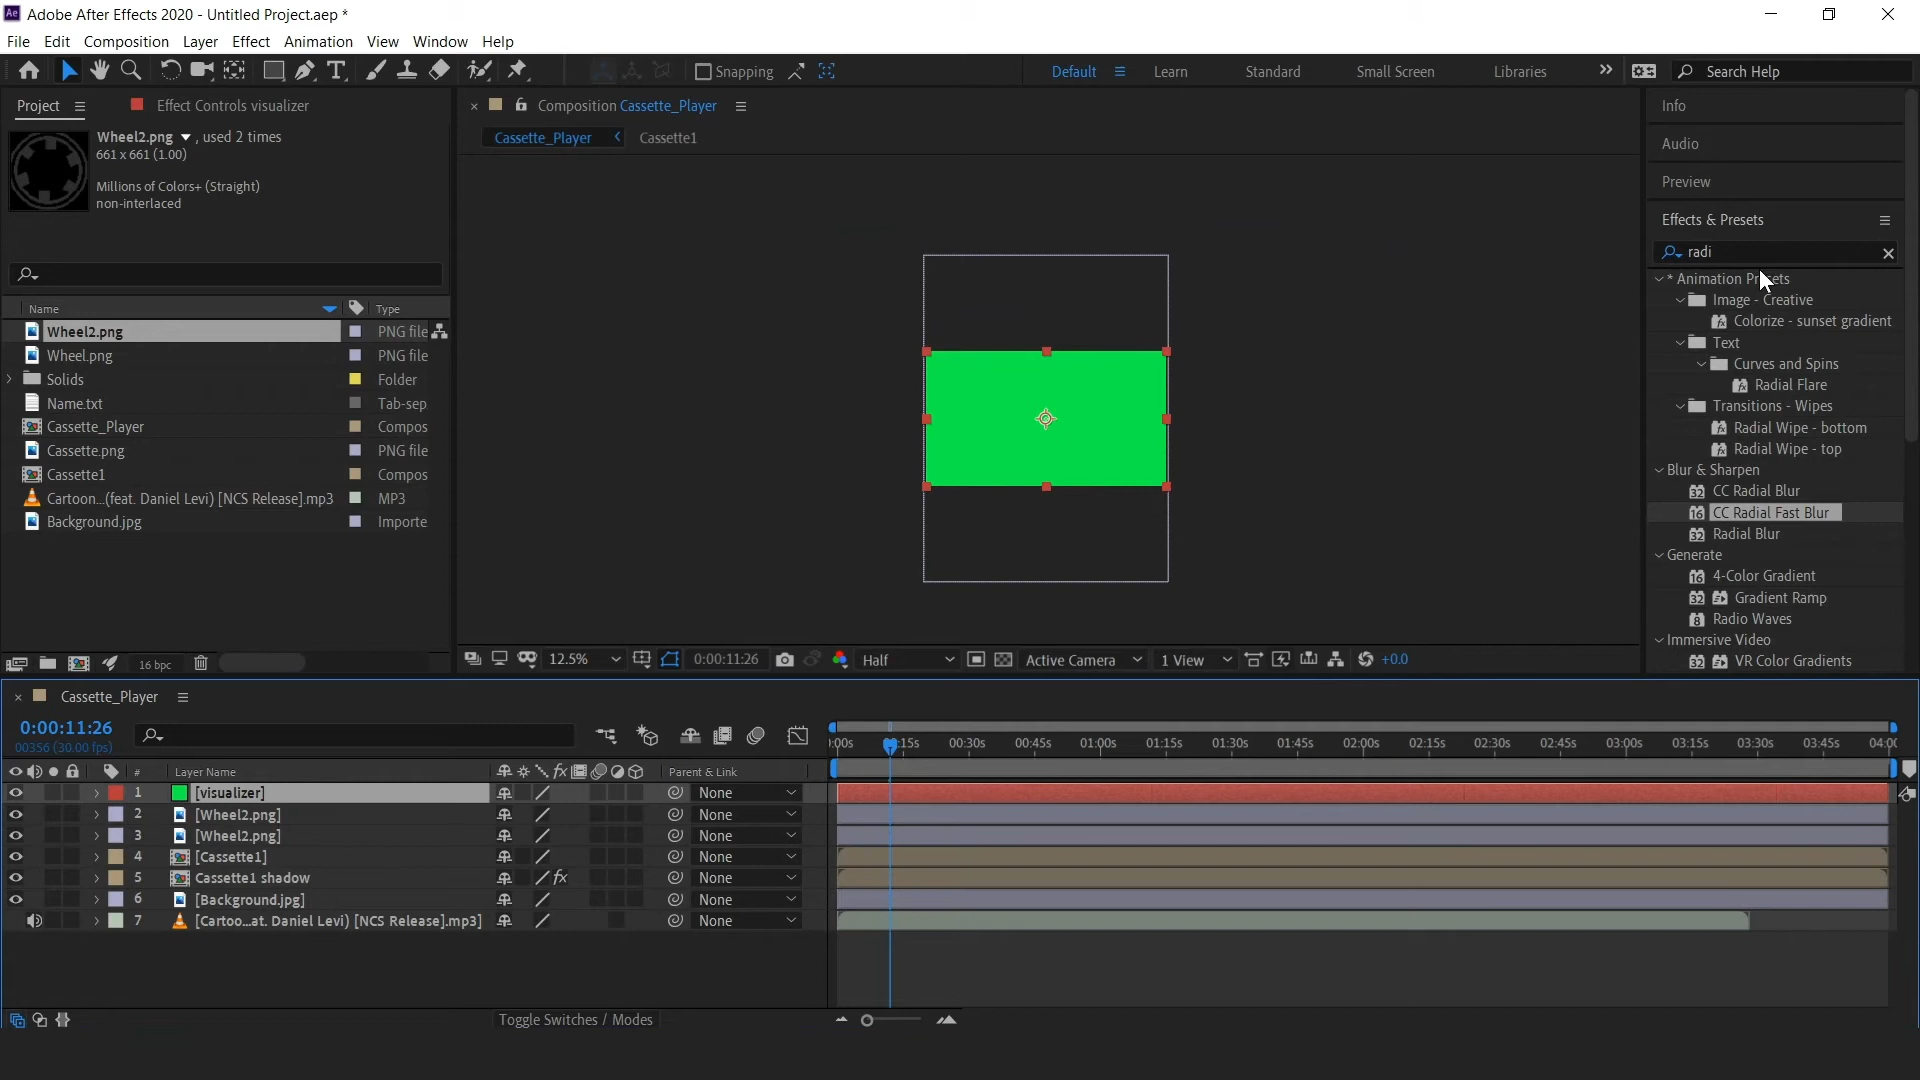 Ae Adobe After Effects 2020 - Untitled Project.aep *
File Edit Composition Layer Effect Animation View Window Help
T Snapping Default Learn Standard Small Screen Libraries Search Help
Project Effect Controls visualizer
Composition Cassette_Player
Cassette_Player Cassette1
Wheel2.png , used 2 times
661 x 661 (1.00)
Millions of Colors+ (Straight)
non-interlaced
Name Type
Wheel2.png PNG file
Wheel.png PNG file
Solids Folder
Name.txt Tab-sep
Cassette_Player Compos
Cassette.png PNG file
Cassette1 Compos
Cartoon...(feat. Daniel Levi) [NCS Release].mp3 MP3
Background.jpg Importe
16 bpc
12.5% 0:00:11:26 Half Active Camera 1 View +0.0
Info
Audio
Preview
Effects & Presets
radi
* Animation Presets
Image - Creative
Colorize - sunset gradient
Text
Curves and Spins
Radial Flare
Transitions - Wipes
Radial Wipe - bottom
Radial Wipe - top
Blur & Sharpen
32 CC Radial Blur
16 CC Radial Fast Blur
32 Radial Blur
Generate
16 4-Color Gradient
32 Gradient Ramp
8 Radio Waves
Immersive Video
32 VR Color Gradients
Cassette_Player
0:00:11:26
00356 (30.00 fps)
:00s :15s 00:30s 00:45s 01:00s 01:15s 01:30s 01:45s 02:00s 02:15s 02:30s 02:45s 03:00s 03:15s 03:30s 03:45s 04:00
# Layer Name fx Parent & Link
1 [visualizer] None
2 [Wheel2.png] None
3 [Wheel2.png] None
4 [Cassette1] None
5 Cassette1 shadow fx None
6 [Background.jpg] None
7 [Cartoo...at. Daniel Levi) [NCS Release].mp3] None
Toggle Switches / Modes